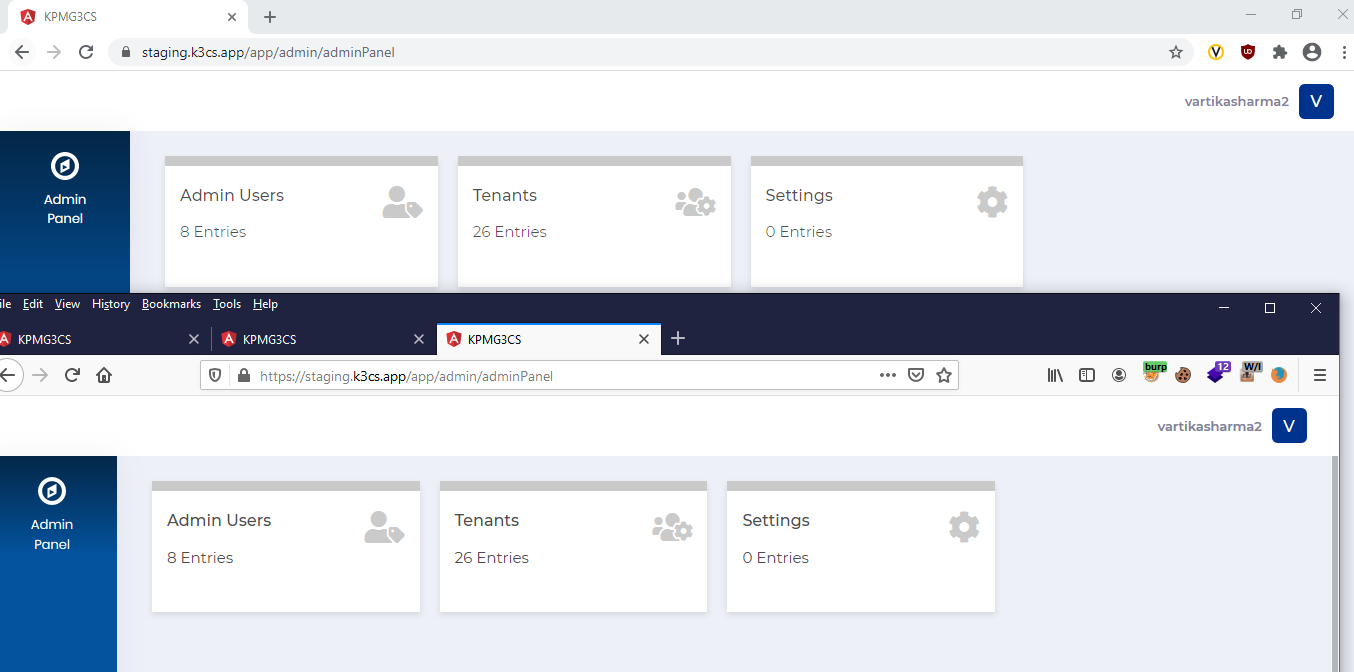 KPMG3CS
staging.k3cs.app/app/admin/adminPanel
vartikasharma2 V
Admin
Panel
Admin Users
8 Entries
Tenants
26 Entries
Settings
0 Entries
ile Edit View History Bookmarks Tools Help
KPMG3CS KPMG3CS KPMG3CS
https://staging.k3cs.app/app/admin/adminPanel
burp 12 W/I
vartikasharma2 V
Admin
Panel
Admin Users
8 Entries
Tenants
26 Entries
Settings
0 Entries